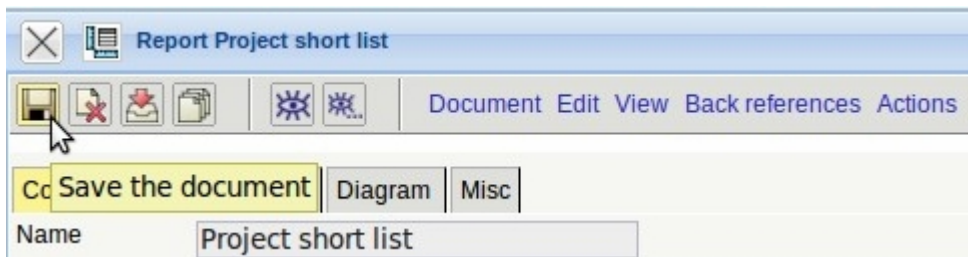 Report Project short list
Document Edit View Back references Actions
Save the document Diagram Misc
Name Project short list